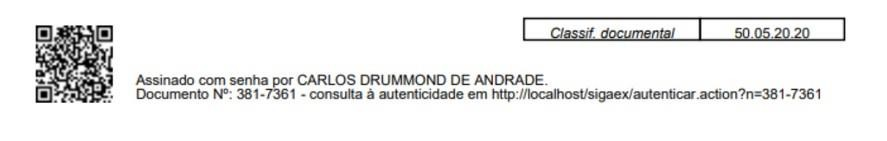 Classif. documental 50.05.20.20
Assinado com senha por CARLOS DRUMMOND DE ANDRADE.
Documento Nº: 381-7361 - consulta à autenticidade em http://localhost/sigaex/autenticar.action?n=381-7361